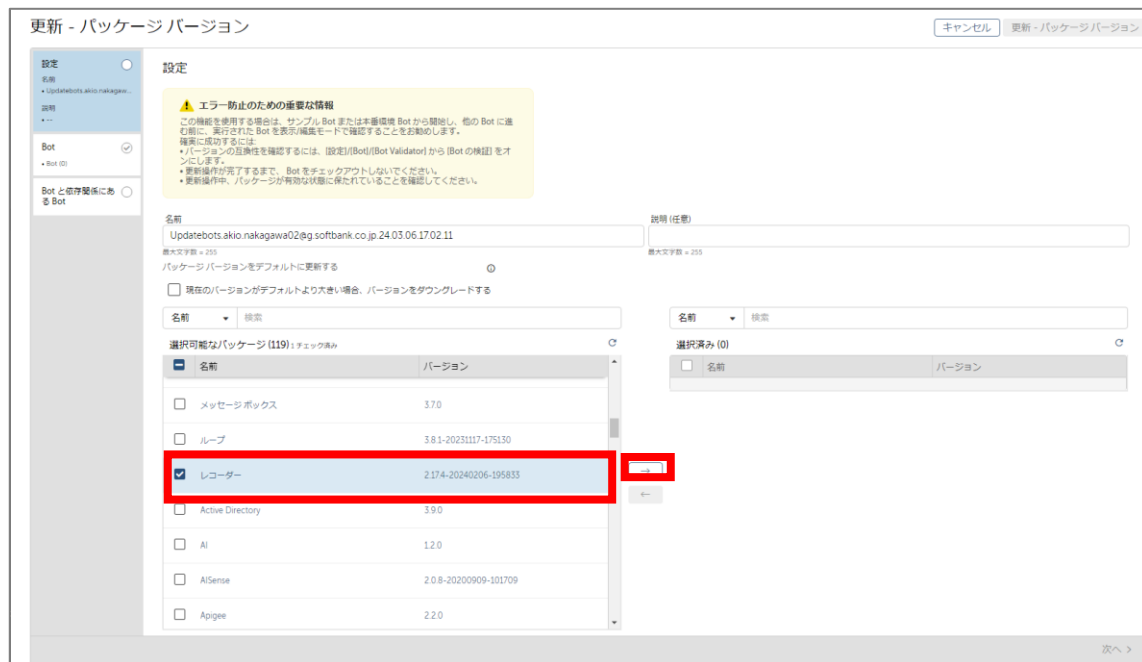 更新 - パッケージ バージョン
キャンセル
更新 - パッケージ バージョン
設定
名前
• Updatebots.akio.nakagaw...
説明
• ---
Bot
• Bot (0)
Bot と依存関係にあ
る Bot
設定
エラー防止のための重要な情報
この機能を使用する場合は、サンプル Bot または本番環境 Bot から開始し、他の Bot に進
む前に、実行された Bot を表示/編集モードで確認することをお勧めします。
確実に成功するには:
• バージョンの互換性を確認するには、[設定]/[Bot]/[Bot Validator] から [Bot の検証] をオ
ンにします。
• 更新操作が完了するまで、 Bot をチェックアウトしないでください。
• 更新操作中、パッケージが有効な状態に保たれていることを確認してください。
名前
Updatebots.akio.nakagawa02@g.softbank.co.jp.24.03.06.17.02.11
最大文字数 = 255
説明 (任意)
最大文字数 = 255
パッケージ バージョンをデフォルトに更新する
現在のバージョンがデフォルトより大きい場合、バージョンをダウングレードする
名前 検索
選択可能なパッケージ (119) 1 チェック済み
名前 バージョン
メッセージ ボックス 3.7.0
ループ 3.8.1-20231117-175130
レコーダー 2.17.4-20240206-195833
Active Directory 3.9.0
AI 1.2.0
AISense 2.0.8-20200909-101709
Apigee 2.2.0
→
←
名前 検索
選択済み (0)
名前 バージョン
次へ >